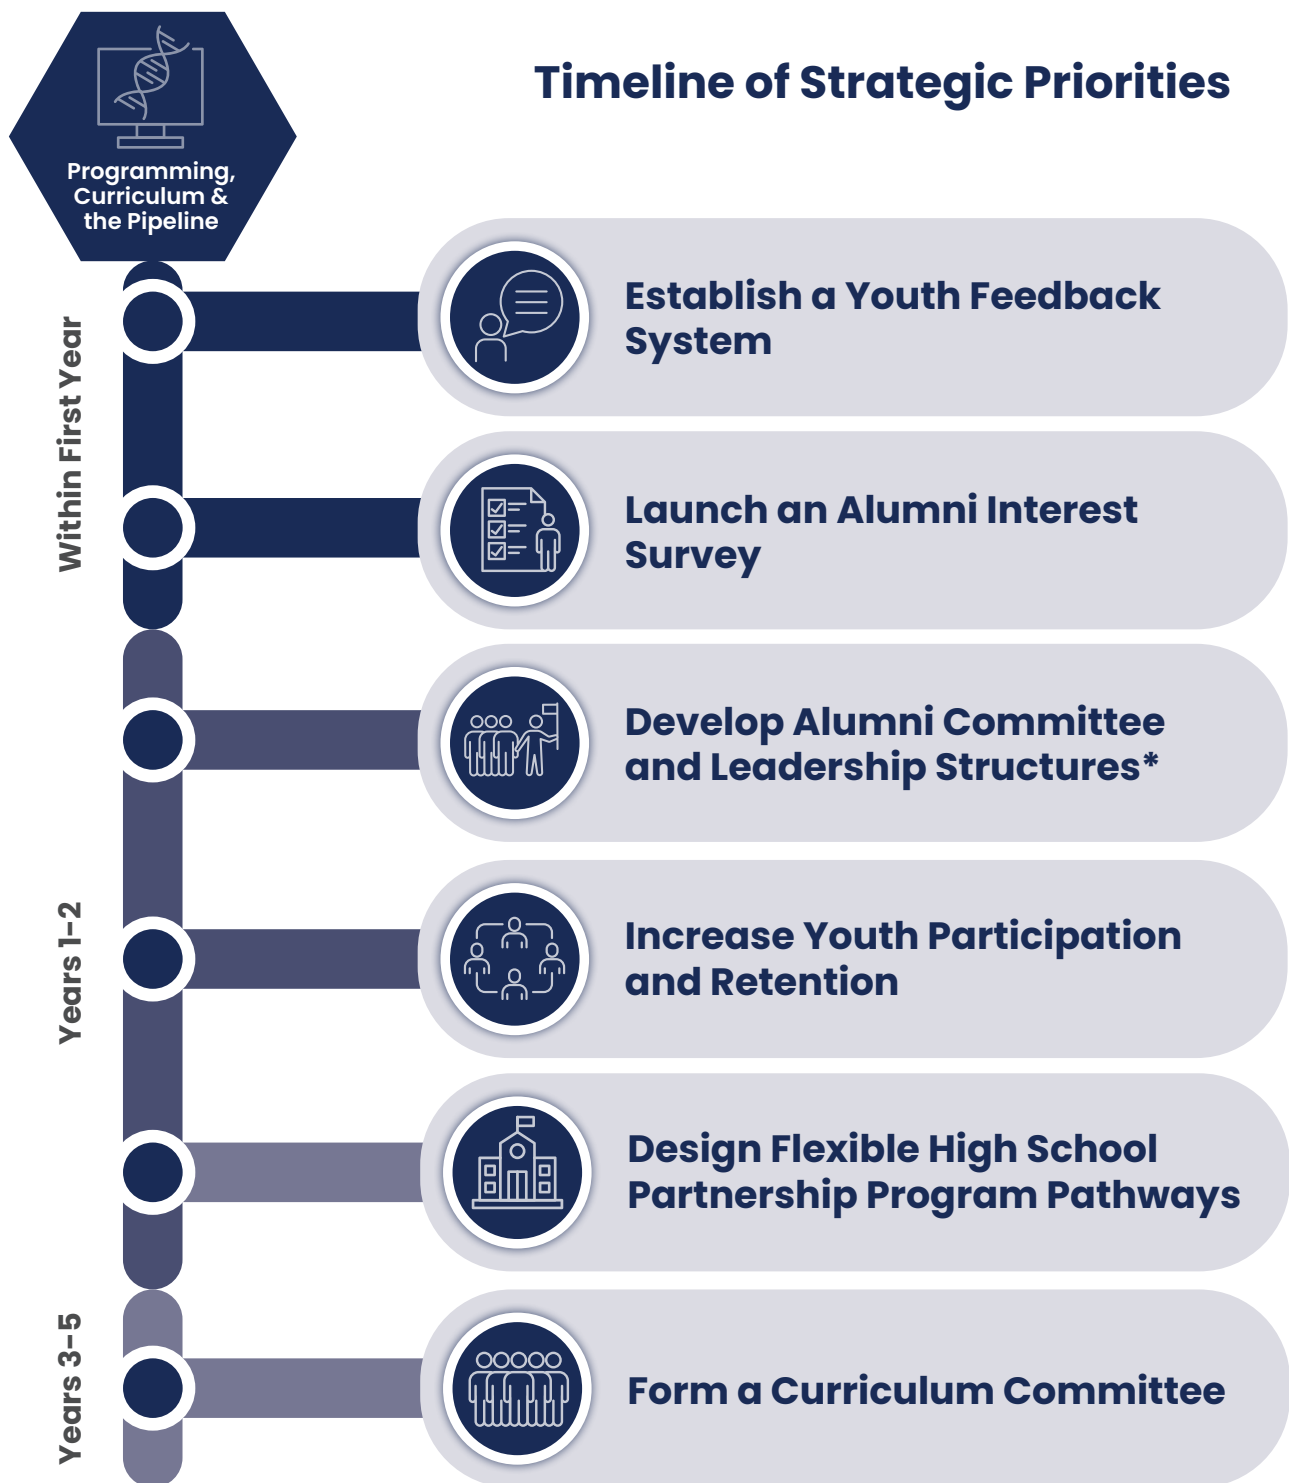 Timeline of Strategic Priorities
Programming,
Curriculum &
the Pipeline
Within First Year
Establish a Youth Feedback
System
Launch an Alumni Interest
Survey
Years 1–2
Develop Alumni Committee
and Leadership Structures*
Increase Youth Participation
and Retention
Design Flexible High School
Partnership Program Pathways
Years 3–5
Form a Curriculum Committee